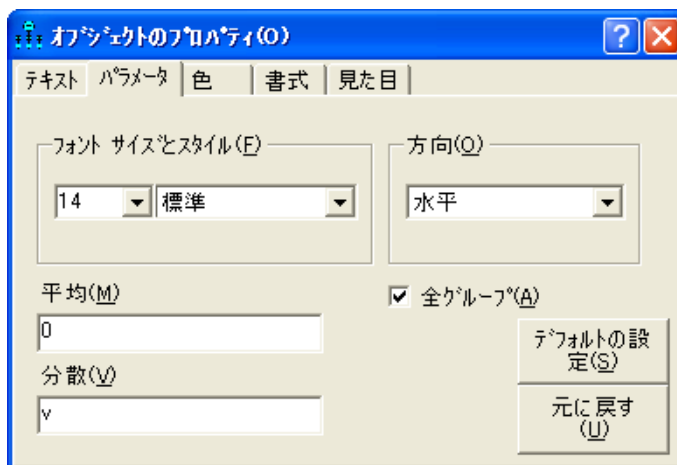 ｵﾌﾞｼﾞｪｸﾄのﾌﾟﾛﾊﾟﾃｨ(O)
テキスト ﾊﾟﾗﾒｰﾀ 色 書式 見た目
ﾌｫﾝﾄ ｻｲｽﾞとｽﾀｲﾙ(F) 方向(O)
14 標準 水平
平均(M) 全ｸﾞﾙｰﾌﾟ(A)
0
ﾃﾞﾌｫﾙﾄの設
定(S)
分散(V)
v
元に戻す
(U)